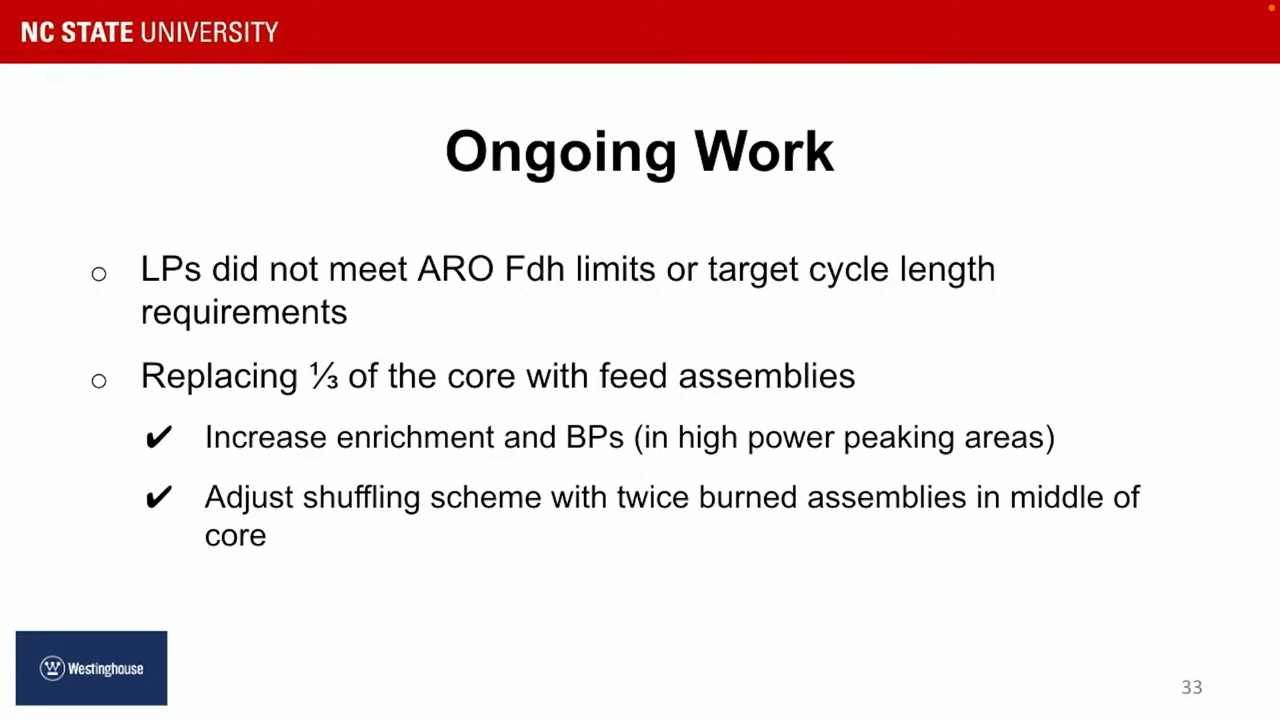 NC STATE UNIVERSITY
Ongoing Work
○ LPs did not meet ARO Fdh limits or target cycle length
requirements
○ Replacing ⅓ of the core with feed assemblies
✔ Increase enrichment and BPs (in high power peaking areas)
✔ Adjust shuffling scheme with twice burned assemblies in middle of
core
W Westinghouse
33